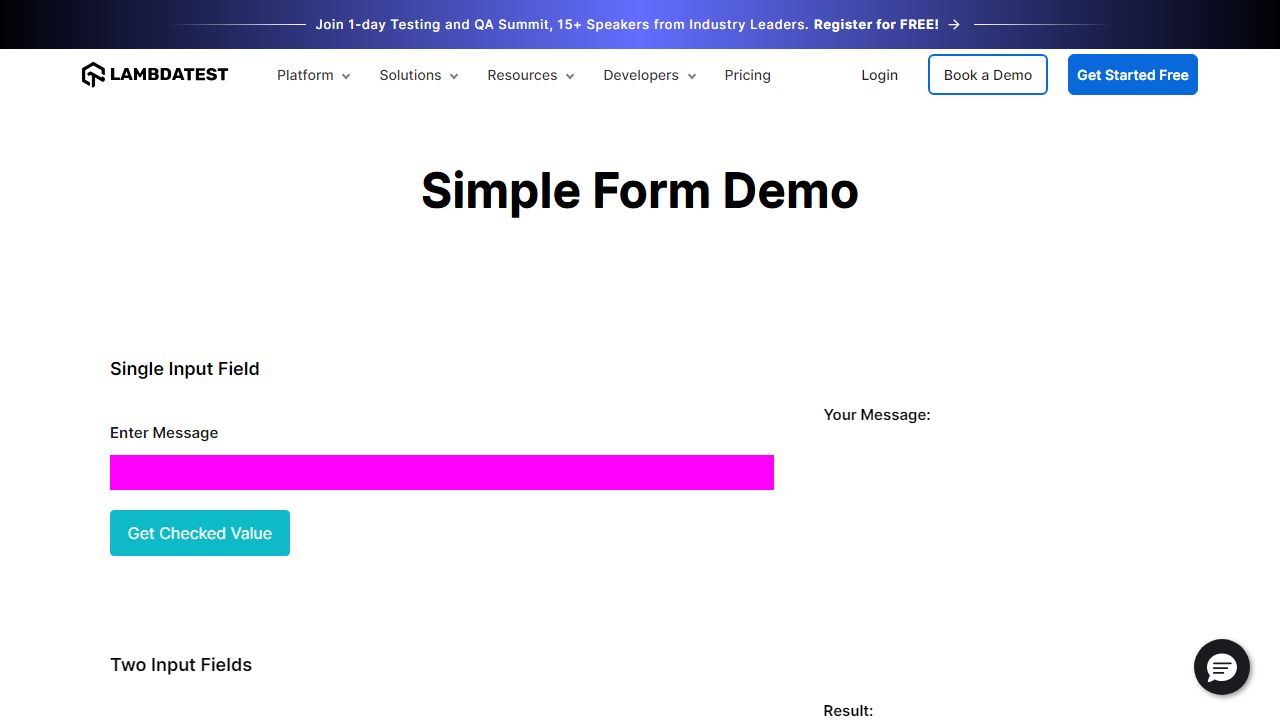 Join 1-day Testing and QA Summit, 15+ Speakers from Industry Leaders. Register for FREE! →
LAMBDATEST Platform Solutions Resources Developers Pricing Login Book a Demo Get Started Free
Simple Form Demo
Single Input Field
Your Message:
Enter Message
Get Checked Value
Two Input Fields
Result: